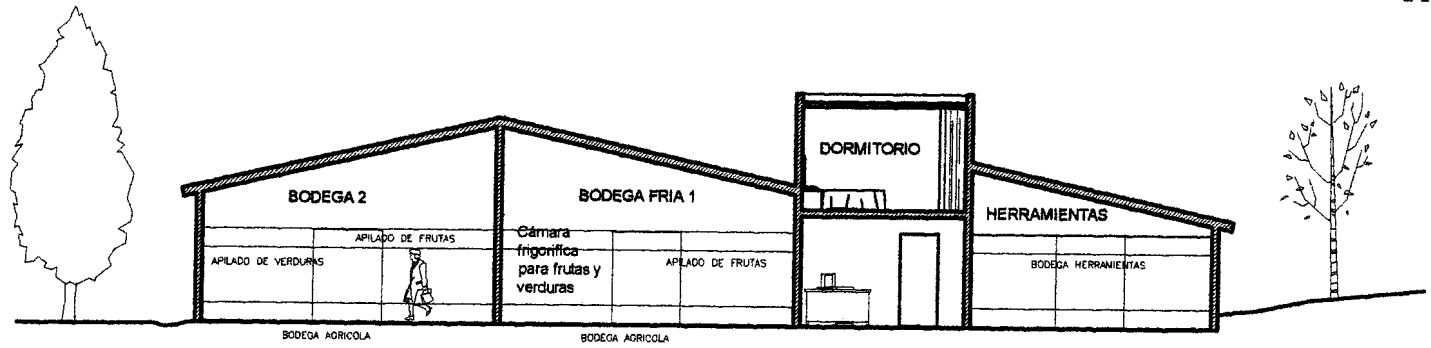 DORMITORIO
BODEGA 2
BODEGA FRIA 1
HERRAMIENTAS
APILADO DE FRUTAS
Cámara
frigorifica
para frutas y
verduras
APILADO DE VERDURAS
APILADO DE FRUTAS
BODEGA HERRAMIENTAS
BODEGA AGRICOLA
BODEGA AGRICOLA